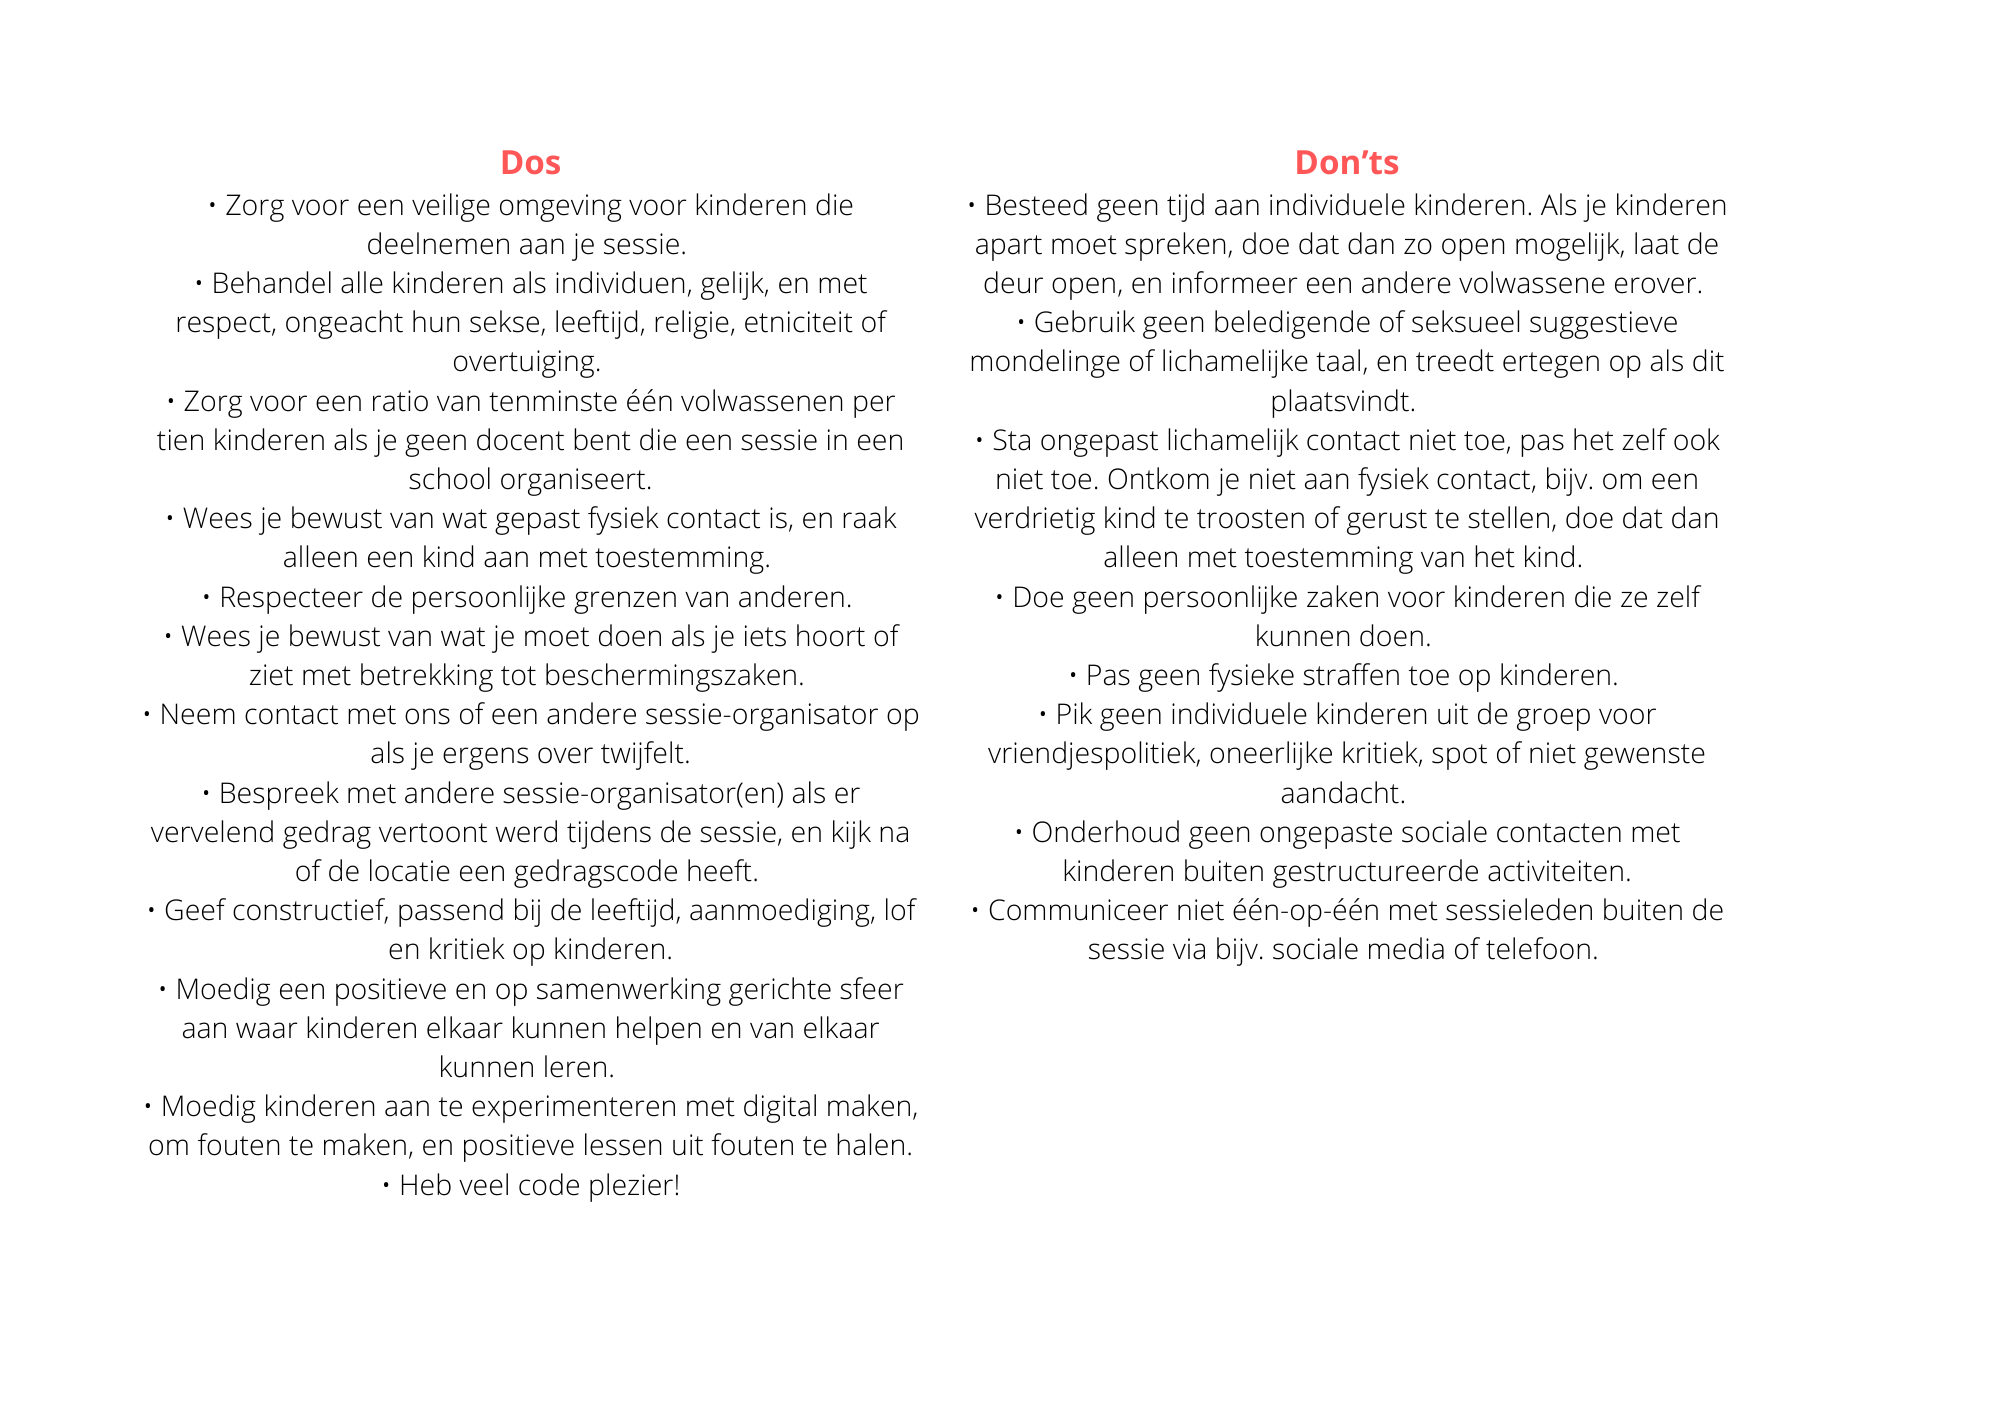 Dos
• Zorg voor een veilige omgeving voor kinderen die
deelnemen aan je sessie.
• Behandel alle kinderen als individuen, gelijk, en met
respect, ongeacht hun sekse, leeftijd, religie, etniciteit of
overtuiging.
• Zorg voor een ratio van tenminste één volwassenen per
tien kinderen als je geen docent bent die een sessie in een
school organiseert.
• Wees je bewust van wat gepast fysiek contact is, en raak
alleen een kind aan met toestemming.
• Respecteer de persoonlijke grenzen van anderen.
• Wees je bewust van wat je moet doen als je iets hoort of
ziet met betrekking tot beschermingszaken.
• Neem contact met ons of een andere sessie-organisator op
als je ergens over twijfelt.
• Bespreek met andere sessie-organisator(en) als er
vervelend gedrag vertoont werd tijdens de sessie, en kijk na
of de locatie een gedragscode heeft.
• Geef constructief, passend bij de leeftijd, aanmoediging, lof
en kritiek op kinderen.
• Moedig een positieve en op samenwerking gerichte sfeer
aan waar kinderen elkaar kunnen helpen en van elkaar
kunnen leren.
• Moedig kinderen aan te experimenteren met digital maken,
om fouten te maken, en positieve lessen uit fouten te halen.
• Heb veel code plezier!
Don’ts
• Besteed geen tijd aan individuele kinderen. Als je kinderen
apart moet spreken, doe dat dan zo open mogelijk, laat de
deur open, en informeer een andere volwassene erover.
• Gebruik geen beledigende of seksueel suggestieve
mondelinge of lichamelijke taal, en treedt ertegen op als dit
plaatsvindt.
• Sta ongepast lichamelijk contact niet toe, pas het zelf ook
niet toe. Ontkom je niet aan fysiek contact, bijv. om een
verdrietig kind te troosten of gerust te stellen, doe dat dan
alleen met toestemming van het kind.
• Doe geen persoonlijke zaken voor kinderen die ze zelf
kunnen doen.
• Pas geen fysieke straffen toe op kinderen.
• Pik geen individuele kinderen uit de groep voor
vriendjespolitiek, oneerlijke kritiek, spot of niet gewenste
aandacht.
• Onderhoud geen ongepaste sociale contacten met
kinderen buiten gestructureerde activiteiten.
• Communiceer niet één-op-één met sessieleden buiten de
sessie via bijv. sociale media of telefoon.